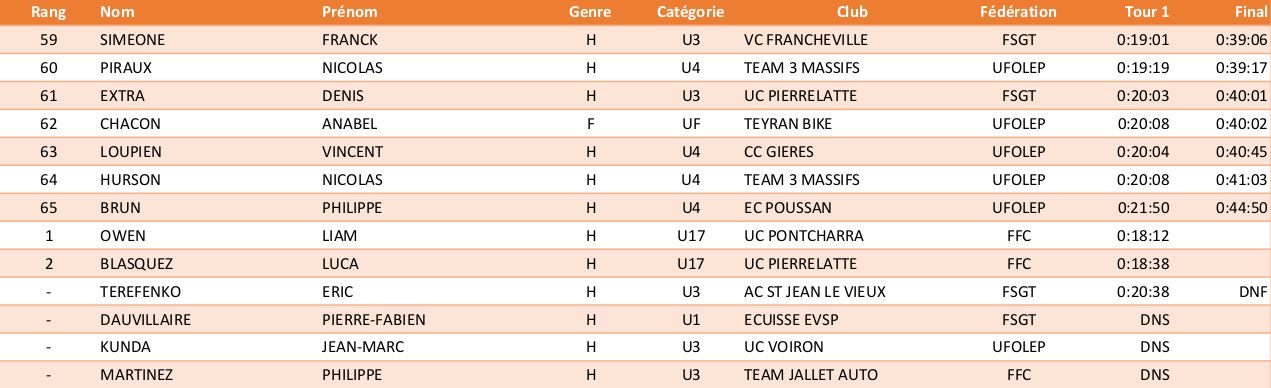 Rang Nom Prénom Genre Catégorie Club Fédération Tour 1 Final
59 SIMEONE FRANCK H U3 VC FRANCHEVILLE FSGT 0:19:01 0:39:06
60 PIRAUX NICOLAS H U4 TEAM 3 MASSIFS UFOLEP 0:19:19 0:39:17
61 EXTRA DENIS H U3 UC PIERRELATTE FSGT 0:20:03 0:40:01
62 CHACON ANABEL F UF TEYRAN BIKE UFOLEP 0:20:08 0:40:02
63 LOUPIEN VINCENT H U4 CC GIERES UFOLEP 0:20:04 0:40:45
64 HURSON NICOLAS H U4 TEAM 3 MASSIFS UFOLEP 0:20:08 0:41:03
65 BRUN PHILIPPE H U4 EC POUSSAN UFOLEP 0:21:50 0:44:50
1 OWEN LIAM H U17 UC PONTCHARRA FFC 0:18:12
2 BLASQUEZ LUCA H U17 UC PIERRELATTE FFC 0:18:38
- TEREFENKO ERIC H U3 AC ST JEAN LE VIEUX FSGT 0:20:38 DNF
- DAUVILLAIRE PIERRE-FABIEN H U1 ECUISSE EVSP FSGT DNS
- KUNDA JEAN-MARC H U3 UC VOIRON UFOLEP DNS
- MARTINEZ PHILIPPE H U3 TEAM JALLET AUTO FFC DNS